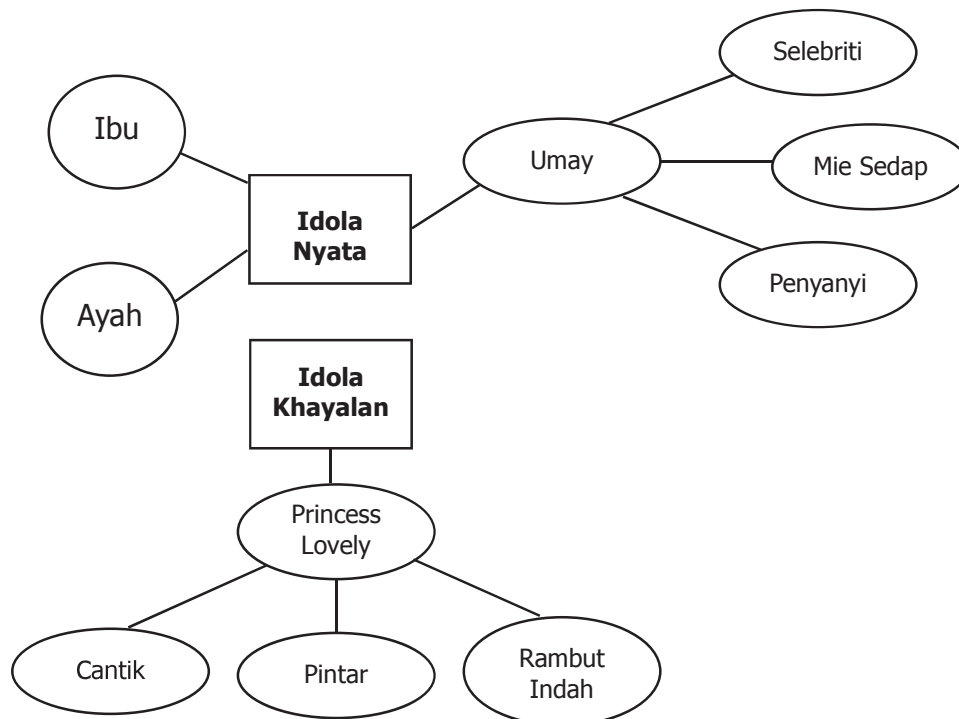 Selebriti
Ibu
Umay
Mie Sedap
Idola
Nyata
Penyanyi
Ayah
Idola
Khayalan
Princess
Lovely
Cantik
Pintar
Rambut
Indah